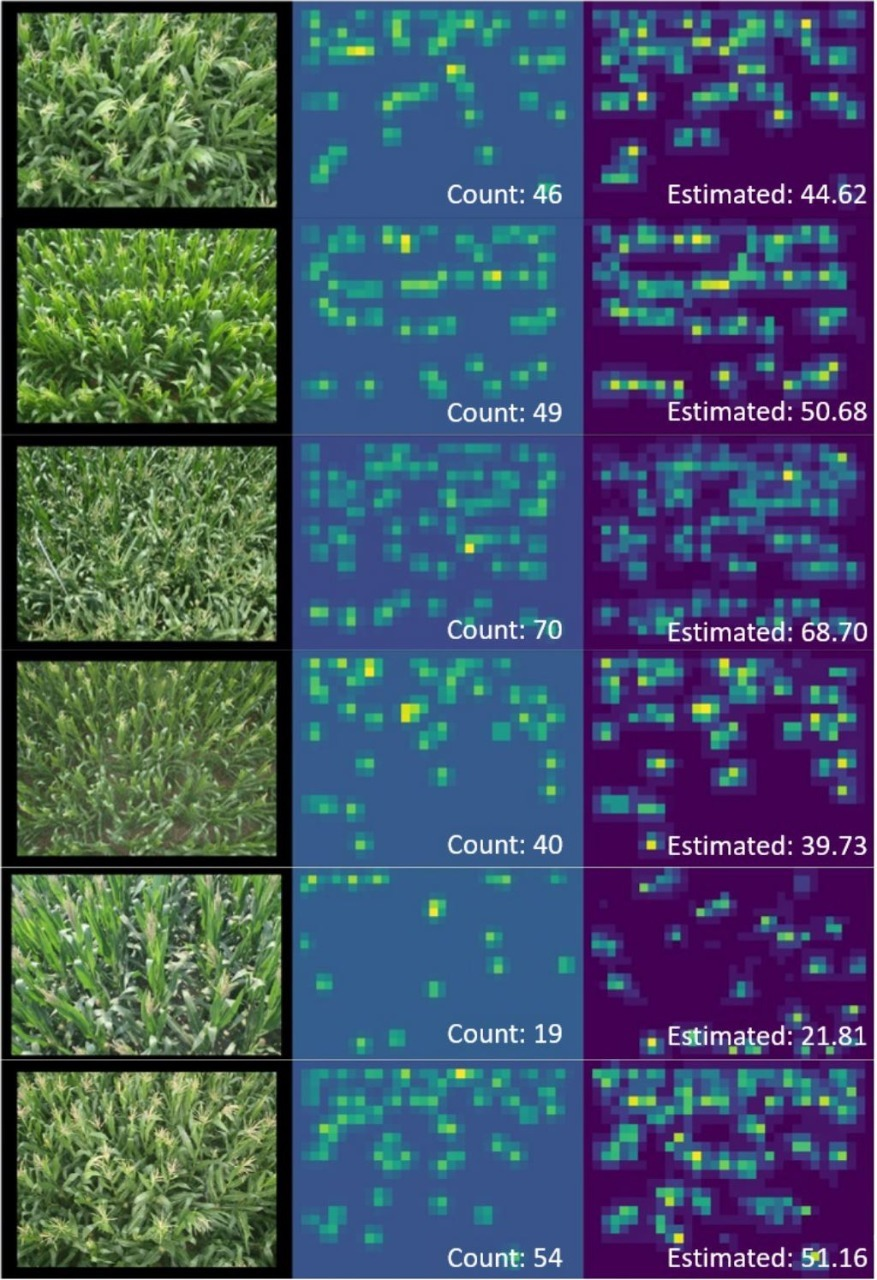 Count: 46
Estimated: 44.62
Count: 49
Estimated: 50.68
Count: 70
Estimated: 68.70
Count: 40
Estimated: 39.73
Count: 19
Estimated: 21.81
Count: 54
Estimated: 51.16